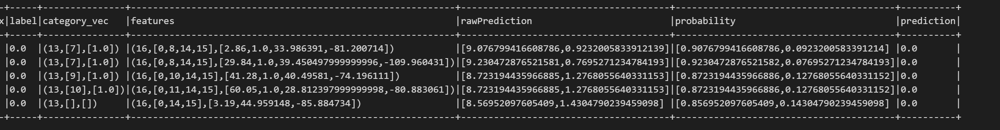 -+-----+---------------+------------------------------------------------------------+--------------------------------------+----------------------------------------+----------+
x|label|category_vec   |features                                                    |rawPrediction                         |probability                             |prediction|
-+-----+---------------+------------------------------------------------------------+--------------------------------------+----------------------------------------+----------+
 |0.0  |(13,[7],[1.0]) |(16,[0,8,14,15],[2.86,1.0,33.986391,-81.200714])            |[9.076799416608786,0.9232005833912139]|[0.9076799416608786,0.0923200583391214] |0.0       |
 |0.0  |(13,[7],[1.0]) |(16,[0,8,14,15],[29.84,1.0,39.450497999999996,-109.960431])|[9.230472876521581,0.7695271234784193]|[0.9230472876521582,0.07695271234784193]|0.0       |
 |0.0  |(13,[9],[1.0]) |(16,[0,10,14,15],[41.28,1.0,40.49581,-74.196111])           |[8.723194435966885,1.2768055640331153]|[0.8723194435966886,0.12768055640331152]|0.0       |
 |0.0  |(13,[10],[1.0])|(16,[0,11,14,15],[60.05,1.0,28.812397999999998,-80.883061])|[8.723194435966885,1.2768055640331153]|[0.8723194435966886,0.12768055640331152]|0.0       |
 |0.0  |(13,[],[])     |(16,[0,14,15],[3.19,44.959148,-85.884734])                  |[8.56952097605409,1.4304790239459098] |[0.856952097605409,0.14304790239459098] |0.0       |
-+-----+---------------+------------------------------------------------------------+--------------------------------------+----------------------------------------+----------+